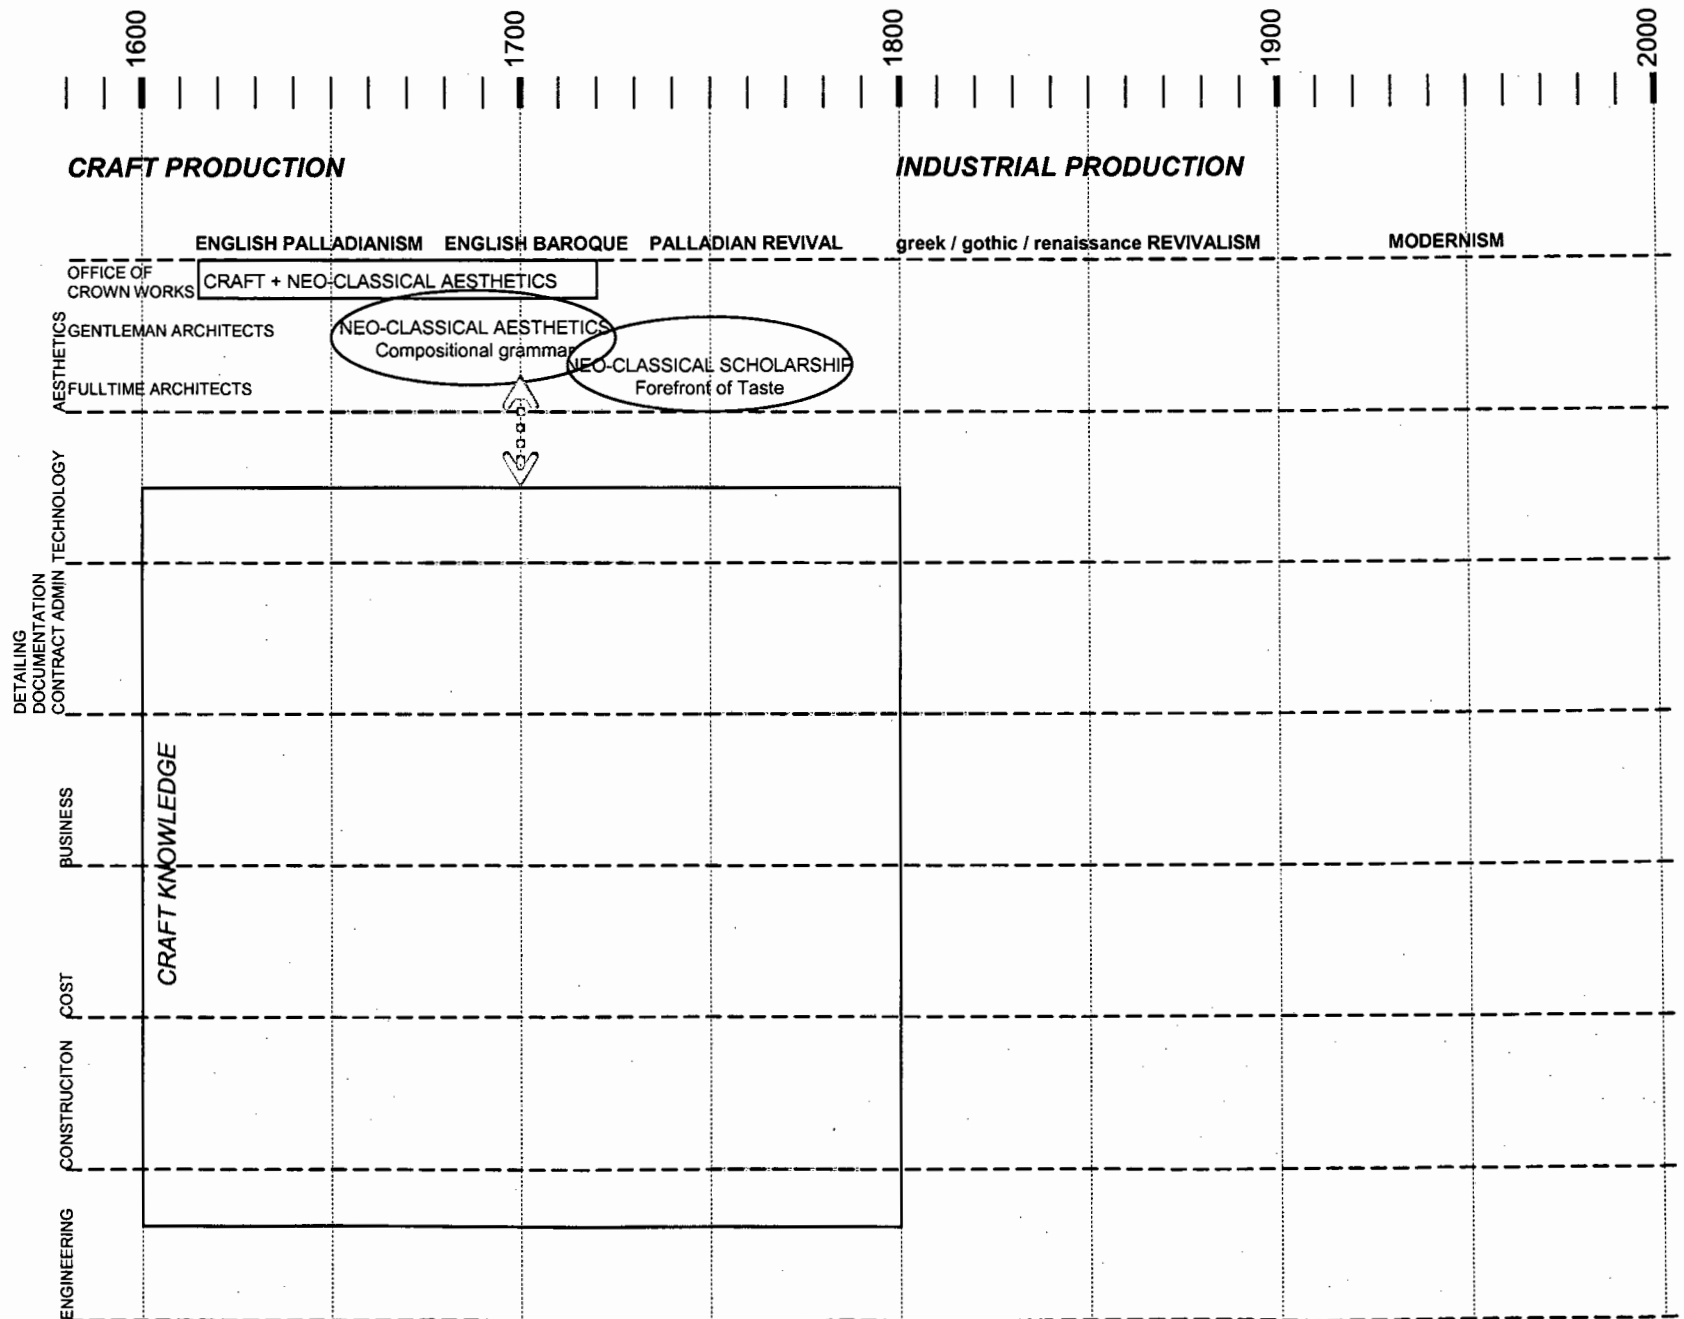 1600
1700
1800
1900
2000
CRAFT PRODUCTION
INDUSTRIAL PRODUCTION
ENGLISH PALLADIANISM
ENGLISH BAROQUE
PALLADIAN REVIVAL
greek / gothic / renaissance REVIVALISM
MODERNISM
OFFICE OF
CROWN WORKS
CRAFT + NEO-CLASSICAL AESTHETICS
AESTHETICS
GENTLEMAN ARCHITECTS
NEO-CLASSICAL AESTHETICS
Compositional grammar
NEO-CLASSICAL SCHOLARSHIP
Forefront of Taste
FULLTIME ARCHITECTS
TECHNOLOGY
DETAILING
DOCUMENTATION
CONTRACT ADMIN
CRAFT KNOWLEDGE
BUSINESS
COST
CONSTRUCITON
ENGINEERING